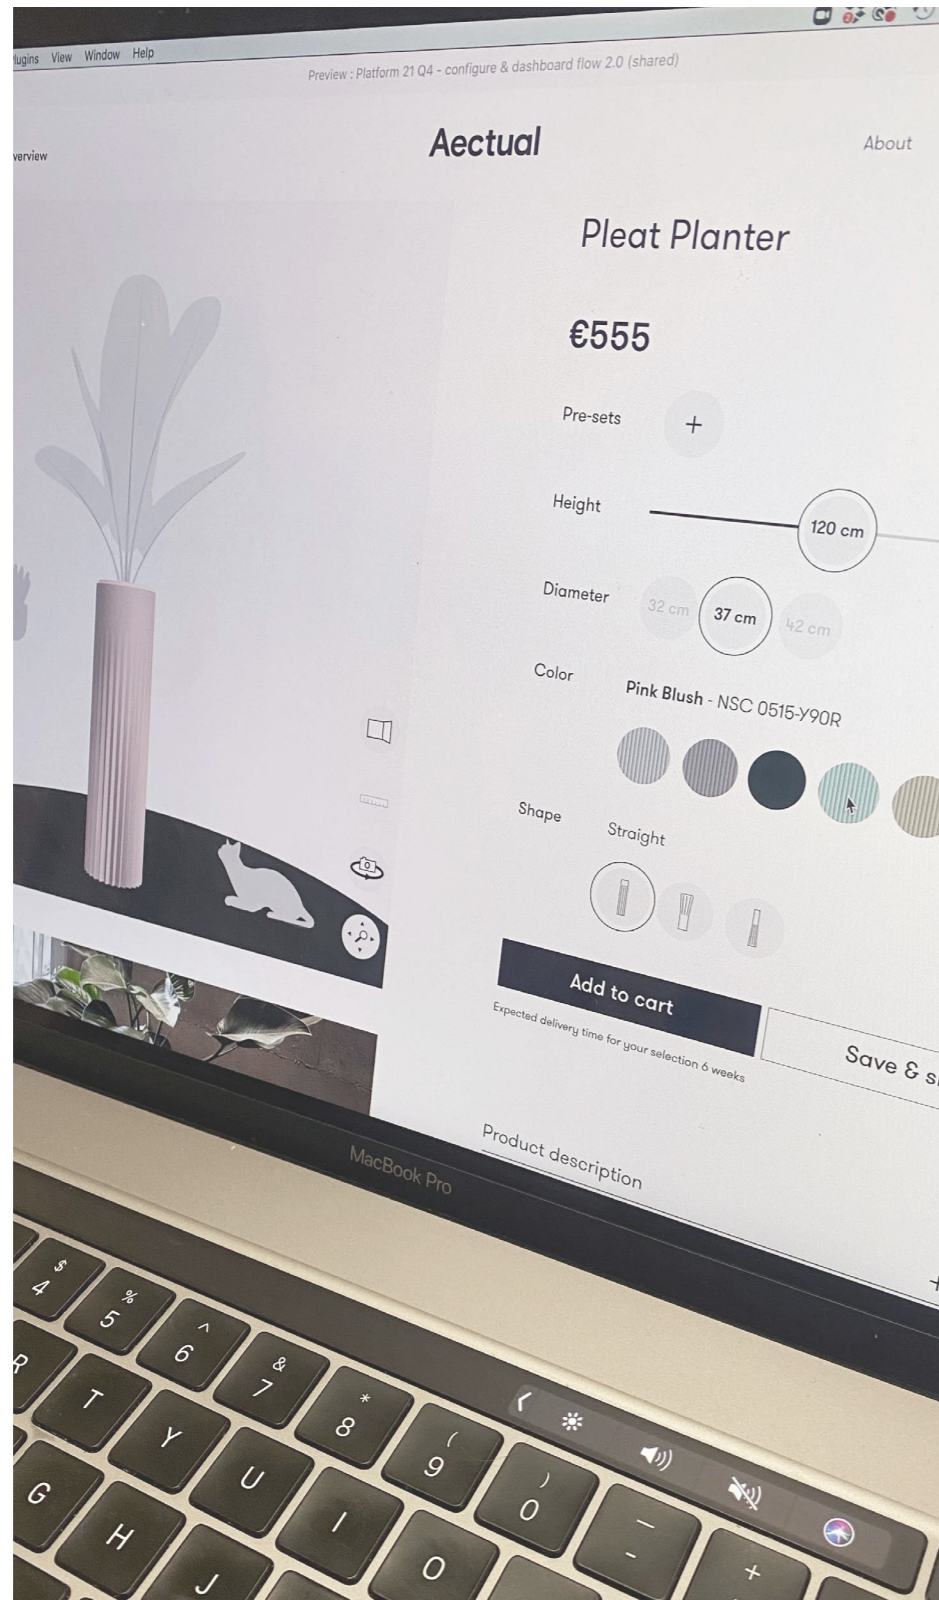 lugins View Window Help
Preview : Platform 21 Q4 - configure & dashboard flow 2.0 (shared)
verview
Aectual
About
Pleat Planter
€555
Pre-sets +
Height
120 cm
Diameter
32 cm 37 cm 42 cm
Color
Pink Blush - NSC 0515-Y90R
Shape
Straight
Add to cart
Save & s
Expected delivery time for your selection 6 weeks
Product description
+
MacBook Pro
$ 4
% 5
^ 6
& 7
* 8
( 9
) 0
— -
+
R T Y U I O
G H J